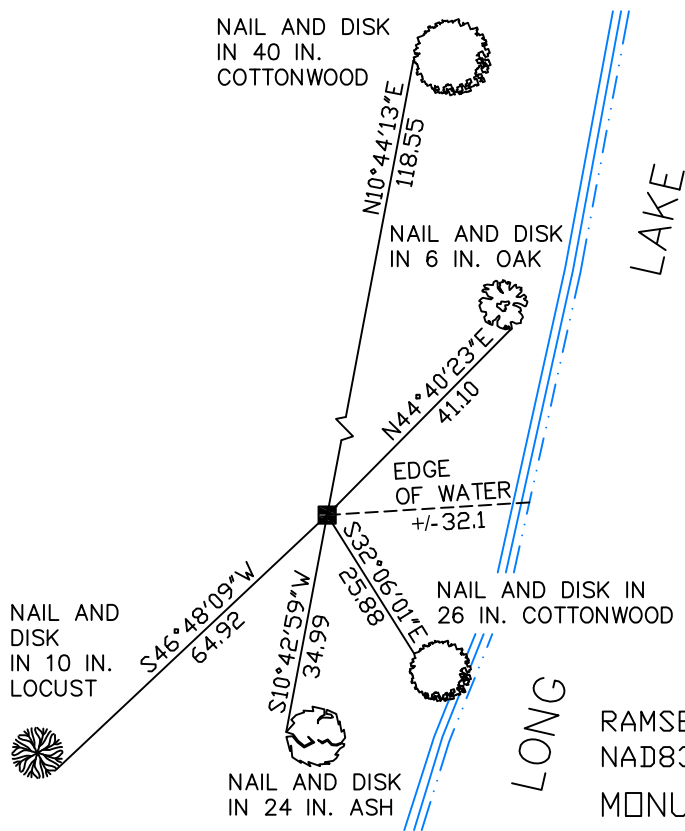 NAIL AND DISK
IN 40 IN.
COTTONWOOD
N10°44'13"E
118.55
LAKE
NAIL AND DISK
IN 6 IN. OAK
N44°40'23"E
41.10
EDGE
OF WATER
+/-32.1
S32°06'01"E
25.88
NAIL AND DISK IN
26 IN. COTTONWOOD
S46°48'09"W
64.92
S10°42'59"W
34.99
NAIL AND
DISK
IN 10 IN.
LOCUST
NAIL AND DISK
IN 24 IN. ASH
LONG
RAMSE
NAD83
MONU